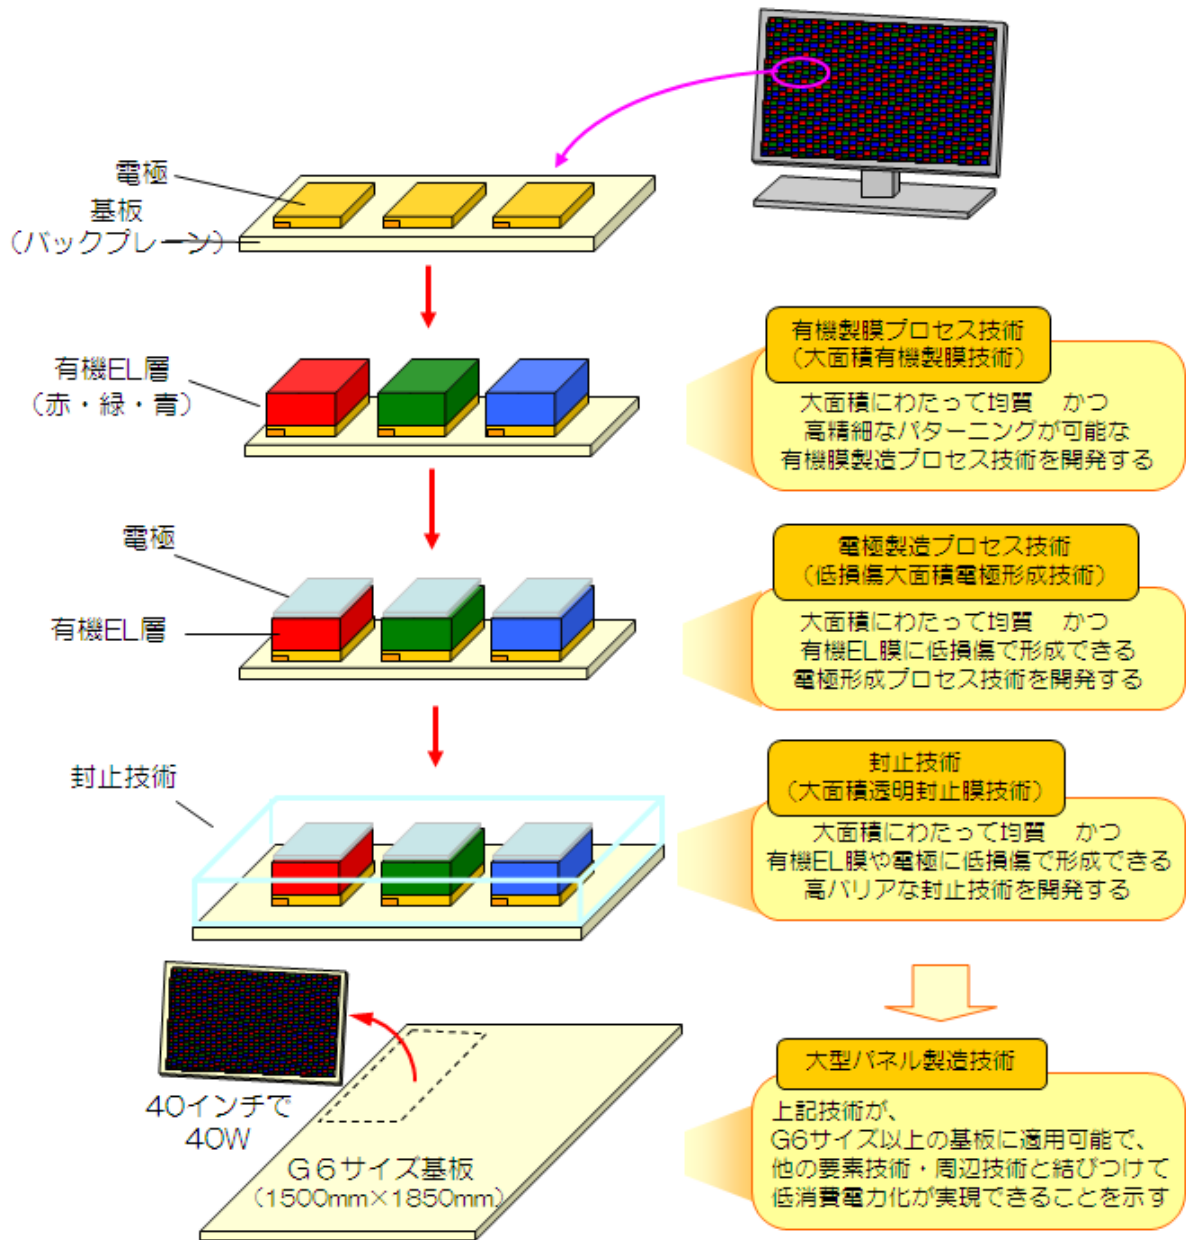 電極
基板
（バックプレーン）
有機EL層
（赤・緑・青）
有機製膜プロセス技術
（大面積有機製膜技術）
大面積にわたって均質　かつ
高精細なパターニングが可能な
有機膜製造プロセス技術を開発する
電極
有機EL層
電極製造プロセス技術
（低損傷大面積電極形成技術）
大面積にわたって均質　かつ
有機EL膜に低損傷で形成できる
電極形成プロセス技術を開発する
封止技術
封止技術
（大面積透明封止膜技術）
大面積にわたって均質　かつ
有機EL膜や電極に低損傷で形成できる
高バリアな封止技術を開発する
40インチで
40W
G6サイズ基板
（1500mm×1850mm）
大型パネル製造技術
上記技術が、
G6サイズ以上の基板に適用可能で、
他の要素技術・周辺技術と結びつけて
低消費電力化が実現できることを示す